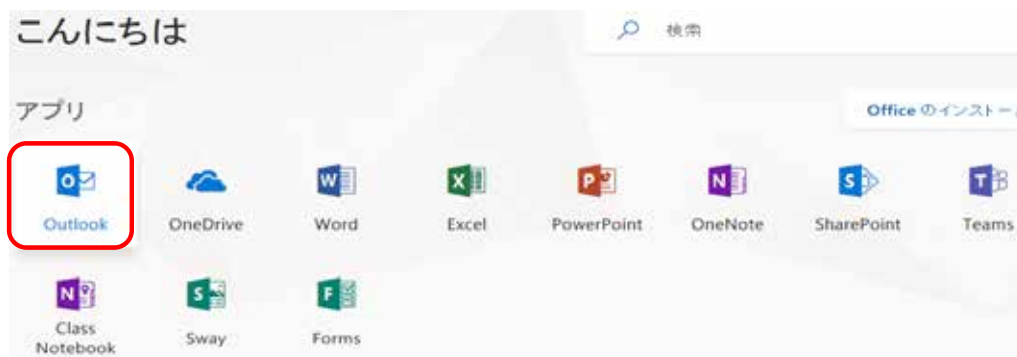 こんにちは
検索
アプリ
Office のインストー
Outlook OneDrive Word Excel PowerPoint OneNote SharePoint Teams
Class
Notebook Sway Forms